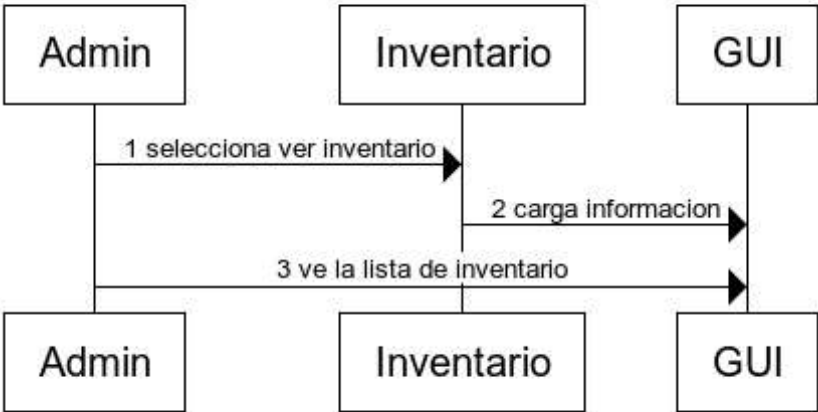 Admin
Inventario
GUI
1 selecciona ver inventario
2 carga informacion
3 ve la lista de inventario
Admin
Inventario
GUI